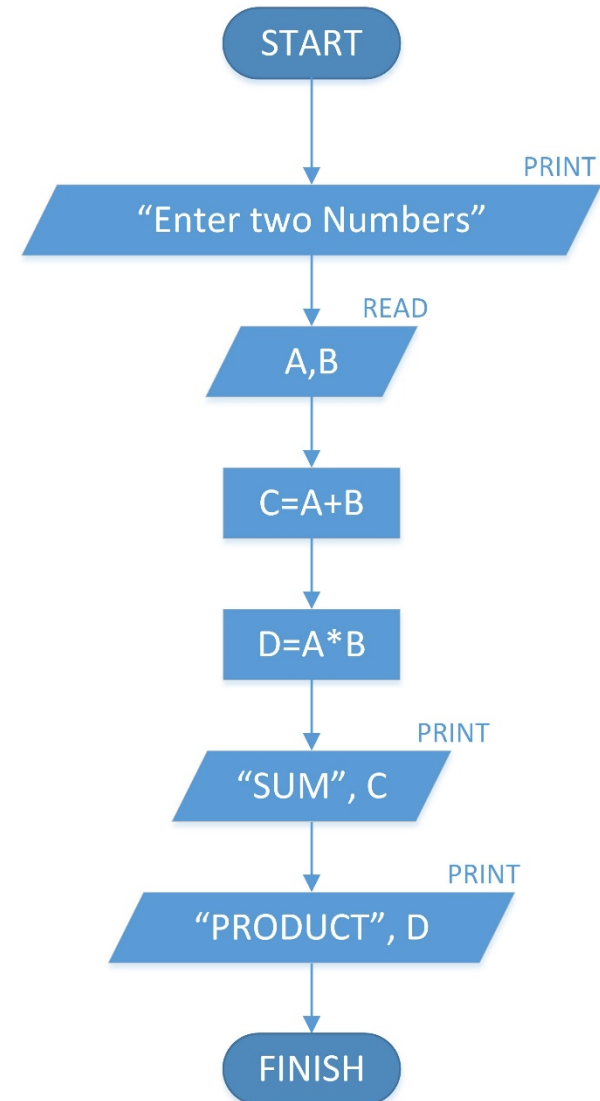 START
PRINT
“Enter two Numbers”
READ
A,B
C=A+B
D=A*B
PRINT
“SUM”, C
PRINT
“PRODUCT”, D
FINISH